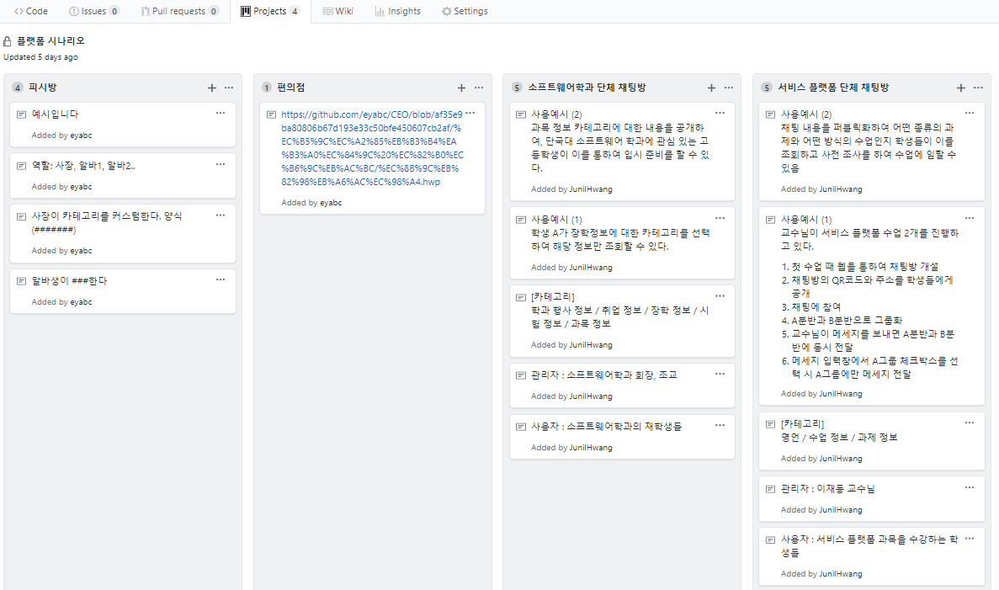 Code
Issues 0
Pull requests 0
Projects 4
Wiki
Insights
Settings
플랫폼 시나리오
Updated 5 days ago
4 피시방
예시입니다
Added by eyabc
역할: 사장, 알바1, 알바2..
Added by eyabc
사장이 카테고리를 커스텀한다. 양식
(#######)
Added by eyabc
알바생이 ###한다
Added by eyabc
1 편의점
https://github.com/eyabc/CEO/blob/af35e9
ba80806b67d193e33c50bfe450607cb2af/%
EC%B5%9C%EC%A2%85%EB%B3%B4%EA
%B3%A0%EC%84%9C%20%EC%82%B0%EC
%B6%9C%EB%AC%BC/%EC%8B%9C%EB%
82%98%EB%A6%AC%EC%98%A4.hwp
Added by eyabc
5 소프트웨어학과 단체 채팅방
사용예시 (2)
과목 정보 카테고리에 대한 내용을 공개하
여, 단국대 소프트웨어 학과에 관심 있는 고
등학생이 이를 통하여 입시 준비를 할 수 있
다.
Added by JunilHwang
사용예시 (1)
학생 A가 장학정보에 대한 카테고리를 선택
하여 해당 정보만 조회할 수 있다.
Added by JunilHwang
[카테고리]
학과 행사 정보 / 취업 정보 / 장학 정보 / 시
험 정보 / 과목 정보
Added by JunilHwang
관리자 : 소프트웨어학과 회장, 조교
Added by JunilHwang
사용자 : 소프트웨어학과의 재학생들
Added by JunilHwang
5 서비스 플랫폼 단체 채팅방
사용예시 (2)
채팅 내용을 퍼블릭화하여 어떤 종류의 과
제와 어떤 방식의 수업인지 학생들이 이를
조회하고 사전 조사를 하여 수업에 임할 수
있음
Added by JunilHwang
사용예시 (1)
교수님이 서비스 플랫폼 수업 2개를 진행하
고 있다.
1. 첫 수업 때 웹을 통하여 채팅방 개설
2. 채팅방의 QR코드와 주소를 학생들에게
공개
3. 채팅에 참여
4. A분반과 B분반으로 그룹화
5. 교수님이 메세지를 보내면 A분반과 B분
반에 동시 전달
6. 메세지 입력창에서 A그룹 체크박스를 선
택 시 A그룹에만 메세지 전달
Added by JunilHwang
[카테고리]
명언 / 수업 정보 / 과제 정보
Added by JunilHwang
관리자 : 이재동 교수님
Added by JunilHwang
사용자 : 서비스 플랫폼 과목을 수강하는 학
생들
Added by JunilHwang